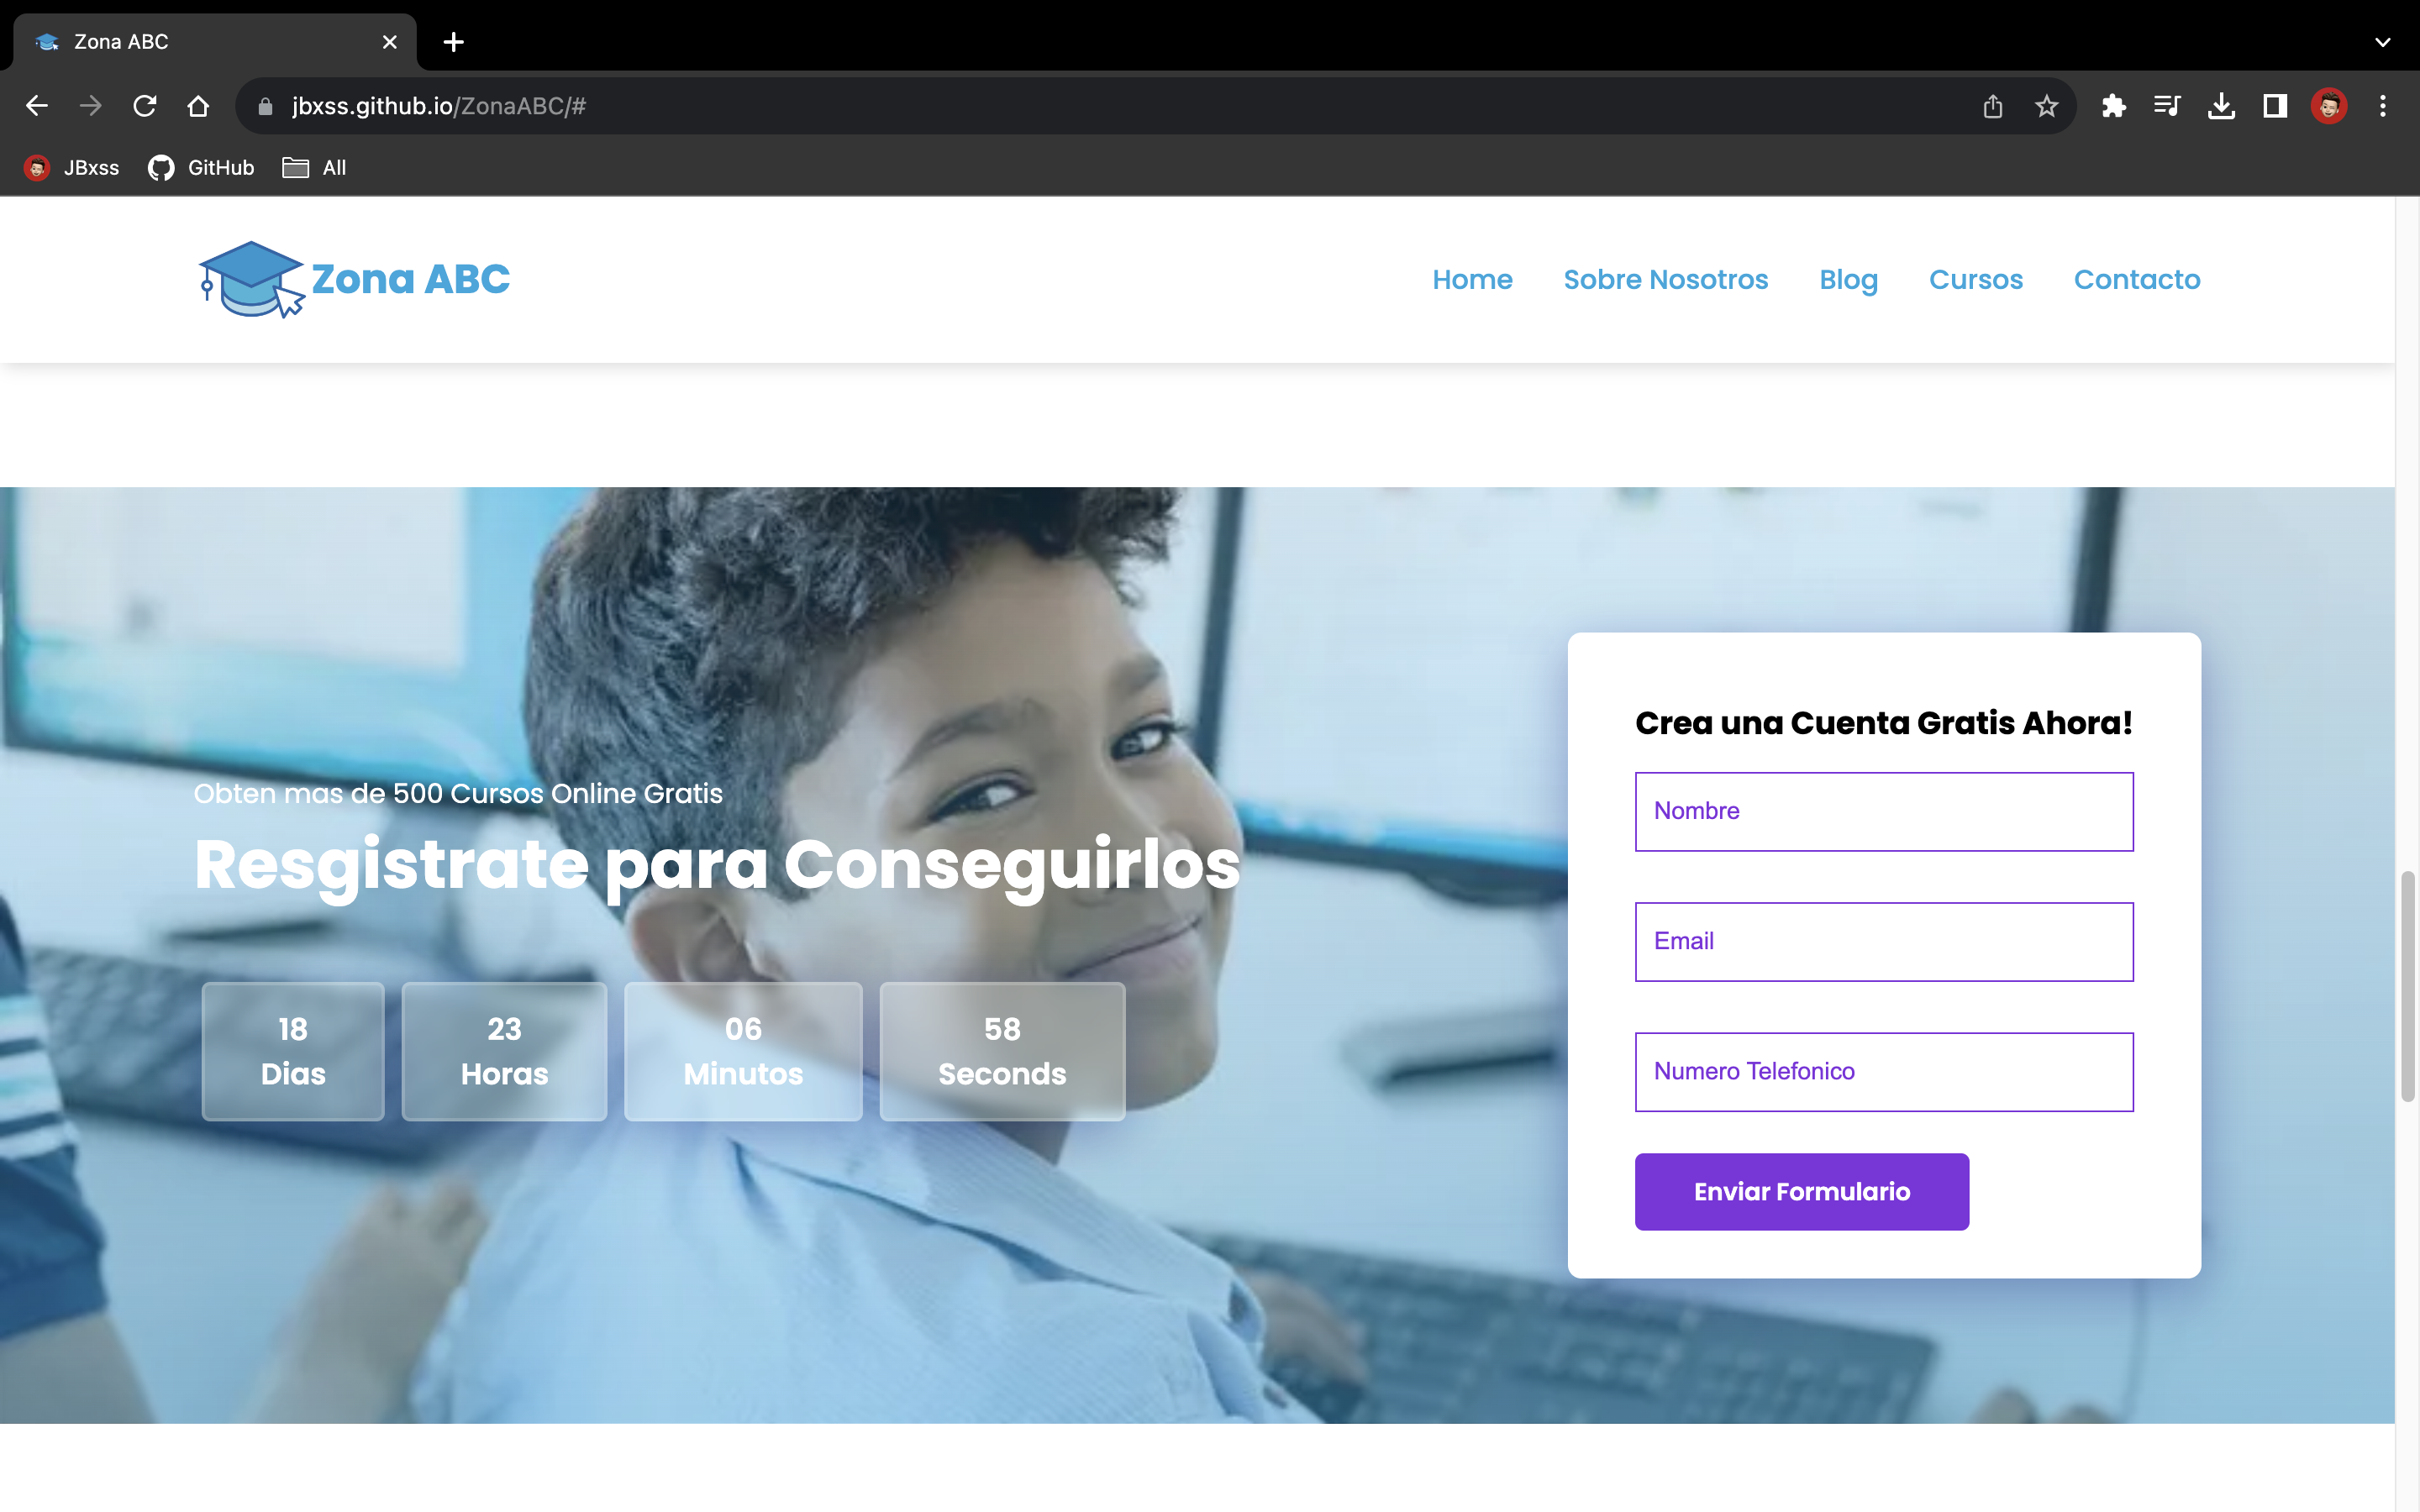 Zona ABC
jbxss.github.io/ZonaABC/#
JBxss GitHub All
Zona ABC
Home Sobre Nosotros Blog Cursos Contacto
Obten mas de 500 Cursos Online Gratis
Resgistrate para Conseguirlos
18 Dias
23 Horas
06 Minutos
58 Seconds
Crea una Cuenta Gratis Ahora!
Nombre
Email
Numero Telefonico
Enviar Formulario